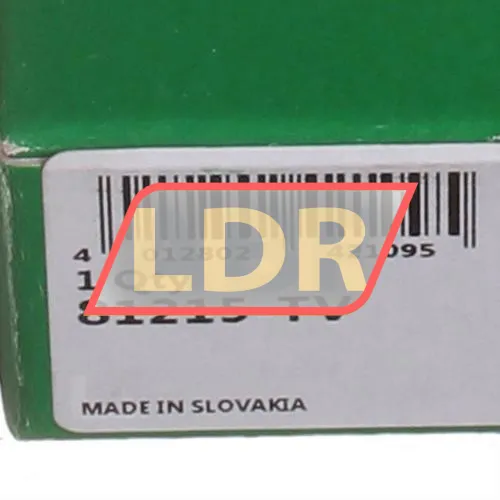 LDR
4 012802 421095
1 Qty
81215-TV
MADE IN SLOVAKIA